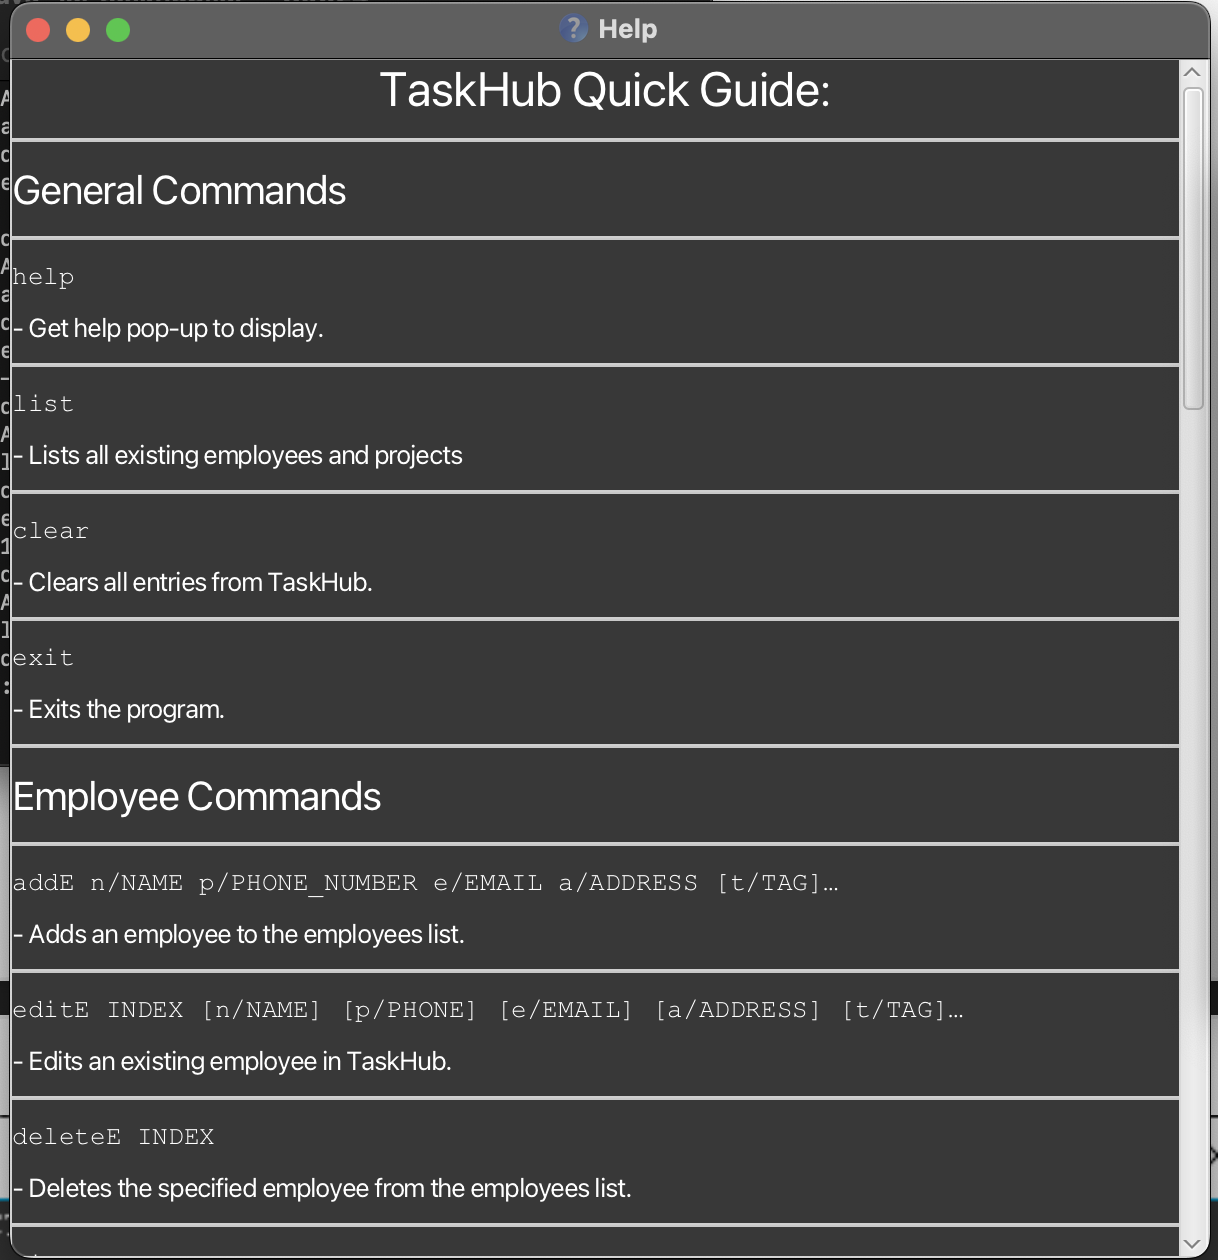 Help
TaskHub Quick Guide:
General Commands
help
- Get help pop-up to display.
list
- Lists all existing employees and projects
clear
- Clears all entries from TaskHub.
exit
- Exits the program.
Employee Commands
addE n/NAME p/PHONE_NUMBER e/EMAIL a/ADDRESS [t/TAG]…
- Adds an employee to the employees list.
editE INDEX [n/NAME] [p/PHONE] [e/EMAIL] [a/ADDRESS] [t/TAG]…
- Edits an existing employee in TaskHub.
deleteE INDEX
- Deletes the specified employee from the employees list.